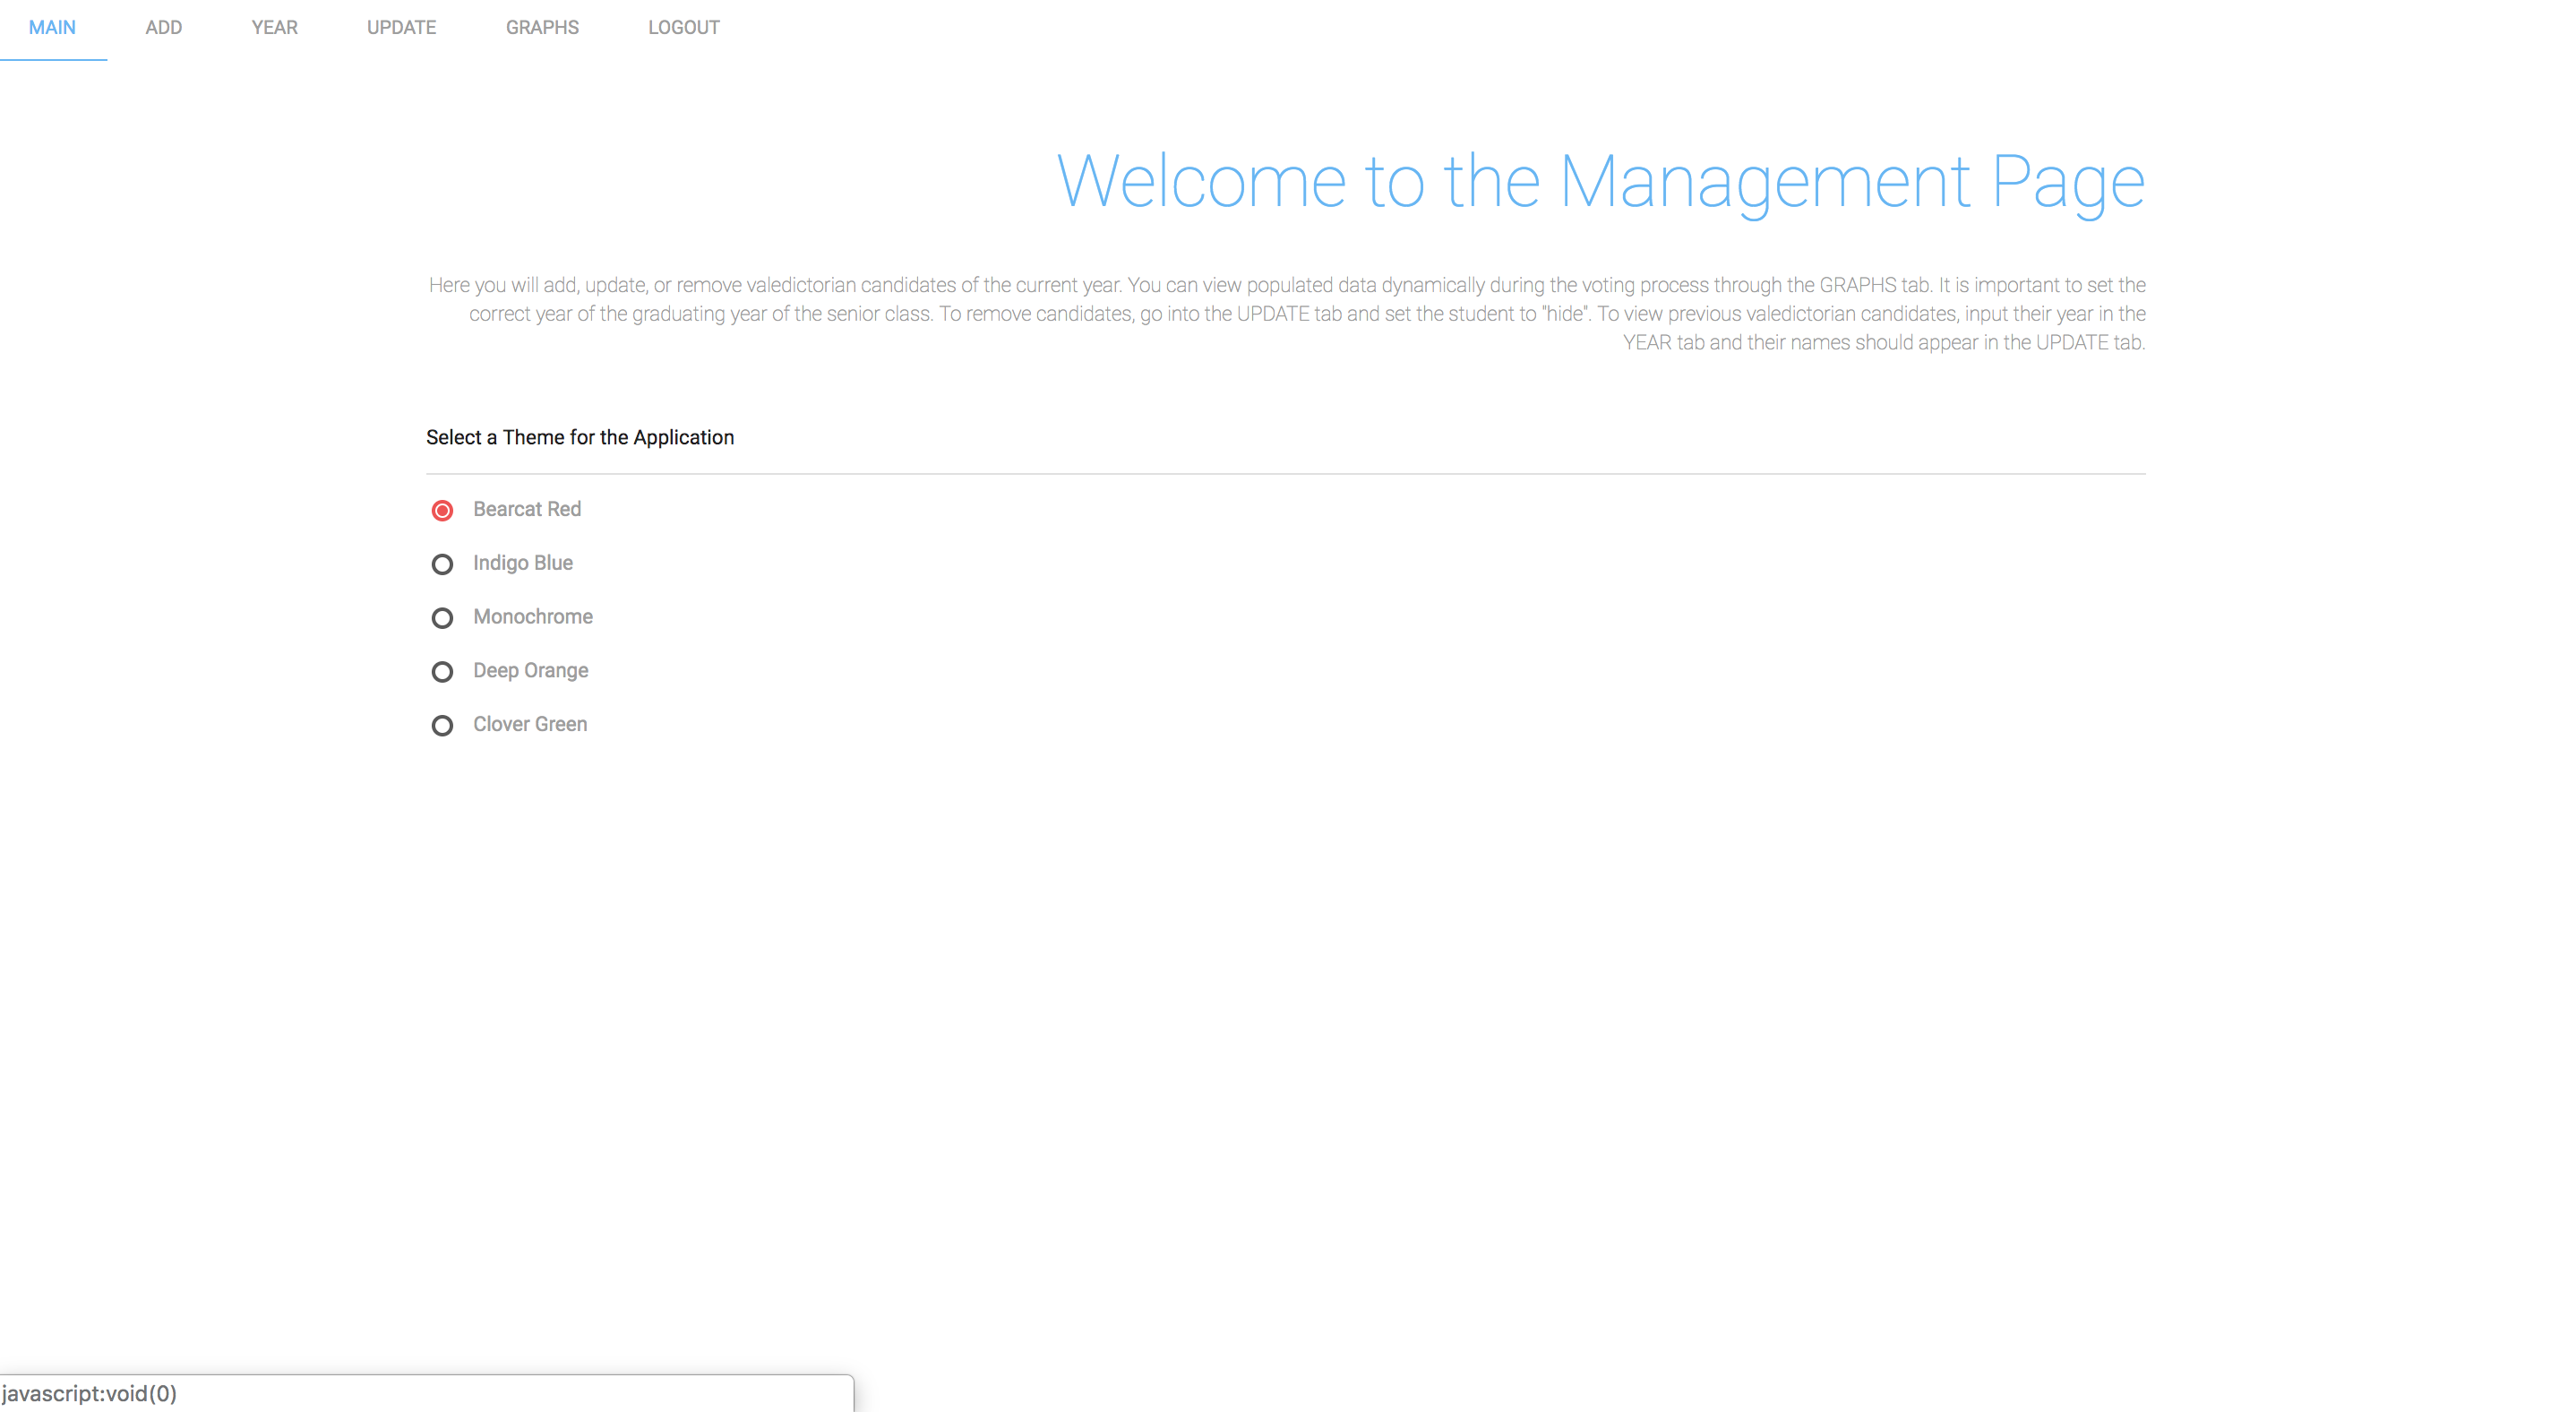 MAIN ADD YEAR UPDATE GRAPHS LOGOUT
Welcome to the Management Page
Here you will add, update, or remove valedictorian candidates of the current year. You can view populated data dynamically during the voting process through the GRAPHS tab. It is important to set the
correct year of the graduating year of the senior class. To remove candidates, go into the UPDATE tab and set the student to "hide". To view previous valedictorian candidates, input their year in the
YEAR tab and their names should appear in the UPDATE tab.
Select a Theme for the Application
Bearcat Red
Indigo Blue
Monochrome
Deep Orange
Clover Green
javascript:void(0)